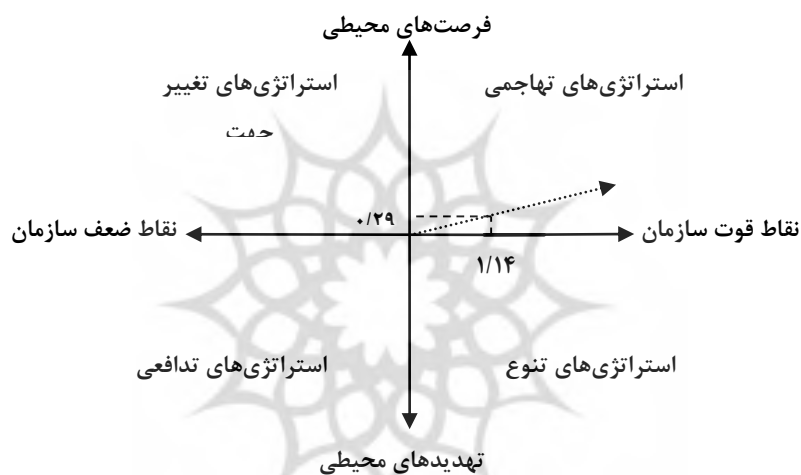 فرصت‌های محیطی
استراتژی‌های تهاجمی
استراتژی‌های تغییر
جهت
نقاط قوت سازمان
۰/۲۹
نقاط ضعف سازمان
۱/۱۴
استراتژی‌های تنوع
استراتژی‌های تدافعی
تهدیدهای محیطی